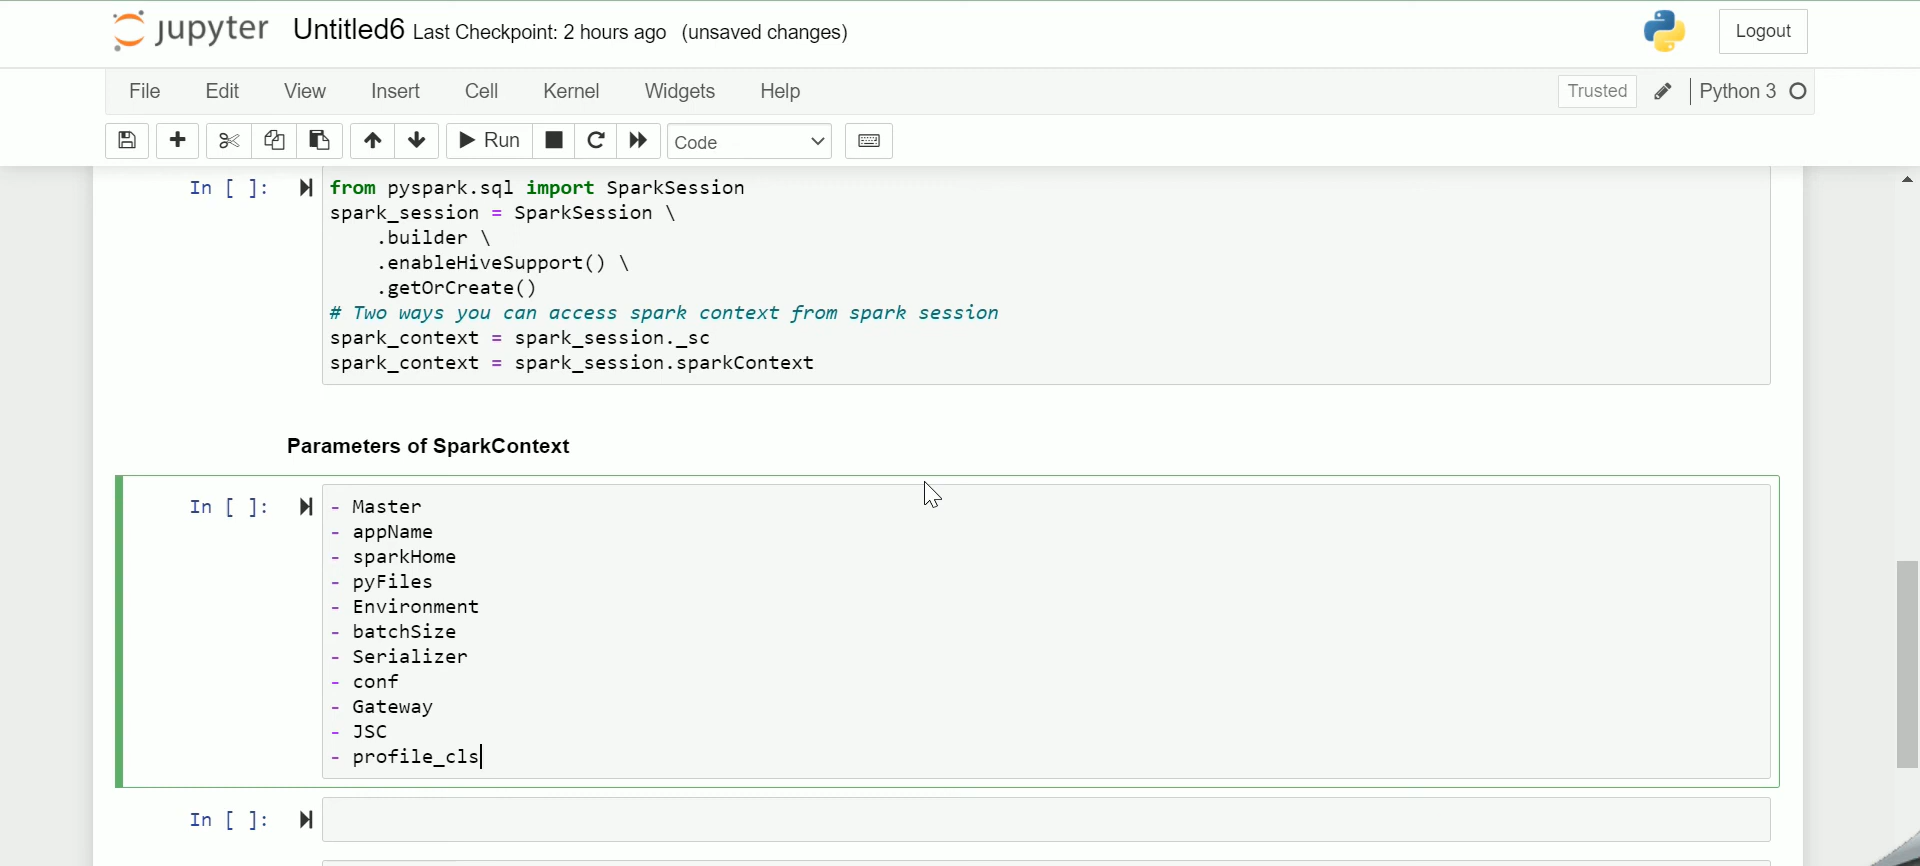 jupyter Untitled6 Last Checkpoint: 2 hours ago (unsaved changes) Logout
File Edit View Insert Cell Kernel Widgets Help Trusted Python 3
Run Code
In [ ]: from pyspark.sql import SparkSession
spark_session = SparkSession \
.builder \
.enableHiveSupport() \
.getOrCreate()
# Two ways you can access spark context from spark session
spark_context = spark_session._sc
spark_context = spark_session.sparkContext
Parameters of SparkContext
In [ ]: - Master
- appName
- sparkHome
- pyFiles
- Environment
- batchSize
- Serializer
- conf
- Gateway
- JSC
- profile_cls
In [ ]: